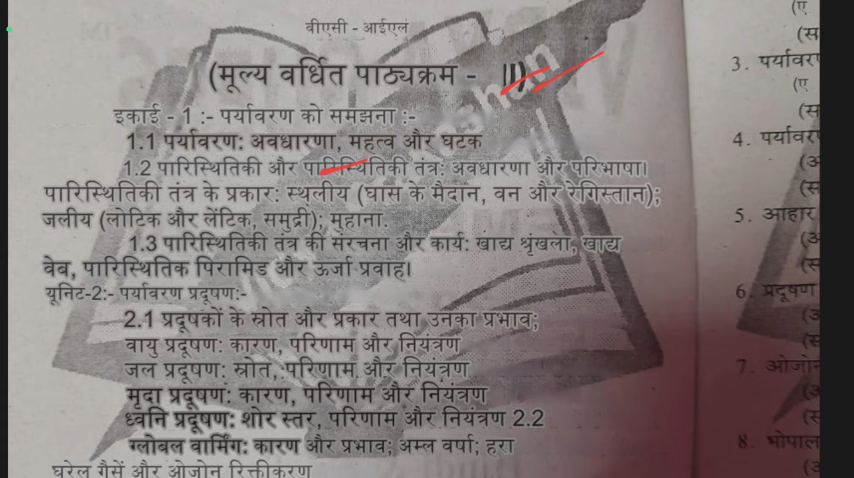 वीएसी - आईएल
(मूल्य वर्धित पाठ्यक्रम - II)
इकाई - 1 :- पर्यावरण को समझना :-
1.1 पर्यावरण: अवधारणा, महत्व और घटक
1.2 पारिस्थितिकी और पारिस्थितिकी तंत्र: अवधारणा और परिभाषा।
पारिस्थितिकी तंत्र के प्रकार: स्थलीय (घास के मैदान, वन और रेगिस्तान);
जलीय (लोटिक और लेंटिक, समुद्री); मुहाना.
1.3 पारिस्थितिकी तंत्र की संरचना और कार्य: खाद्य श्रृंखला, खाद्य
वेब, पारिस्थितिक पिरामिड और ऊर्जा प्रवाह।
यूनिट-2:- पर्यावरण प्रदूषण:-
2.1 प्रदूषकों के स्रोत और प्रकार तथा उनका प्रभाव;
वायु प्रदूषण: कारण, परिणाम और नियंत्रण
जल प्रदूषण: स्रोत, परिणाम और नियंत्रण
मृदा प्रदूषण: कारण, परिणाम और नियंत्रण
ध्वनि प्रदूषण: शोर स्तर, परिणाम और नियंत्रण 2.2
ग्लोबल वार्मिंग: कारण और प्रभाव; अम्ल वर्षा; हरा
घरेल गैसें और ओजोन रिक्तीकरण
3.
4.
5. आहार
6. प्रदूषण
7.
8. भोपाल